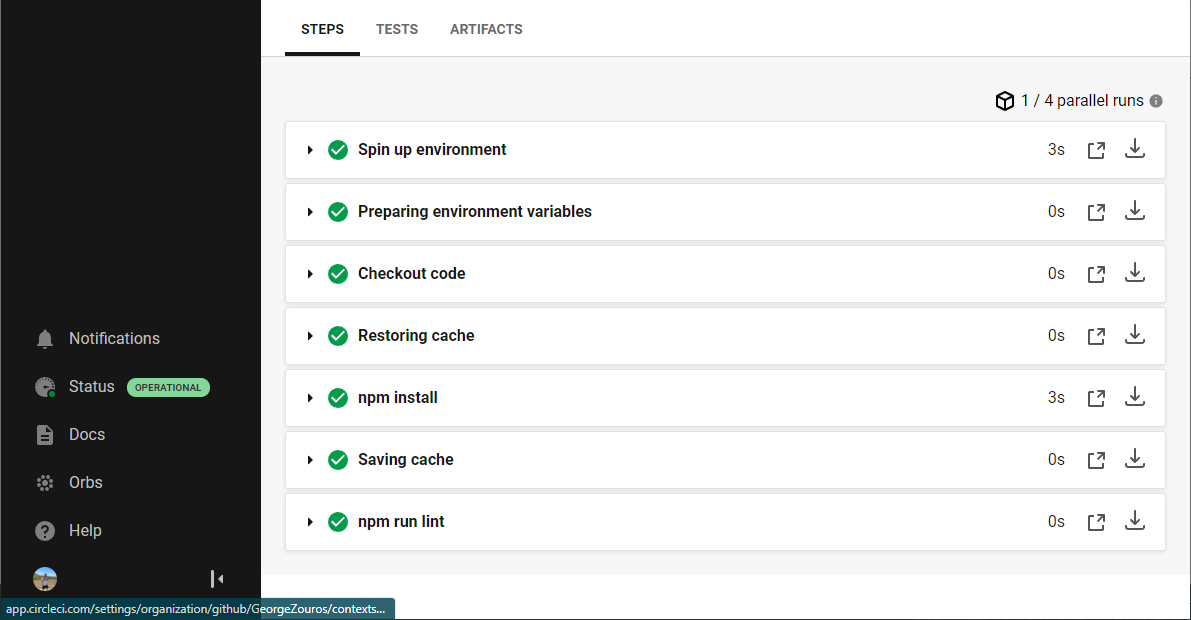 STEPS TESTS ARTIFACTS
1 / 4 parallel runs
Spin up environment 3s
Preparing environment variables 0s
Checkout code 0s
Restoring cache 0s
npm install 3s
Saving cache 0s
npm run lint 0s
Notifications
Status OPERATIONAL
Docs
Orbs
Help
app.circleci.com/settings/organization/github/GeorgeZouros/contexts...